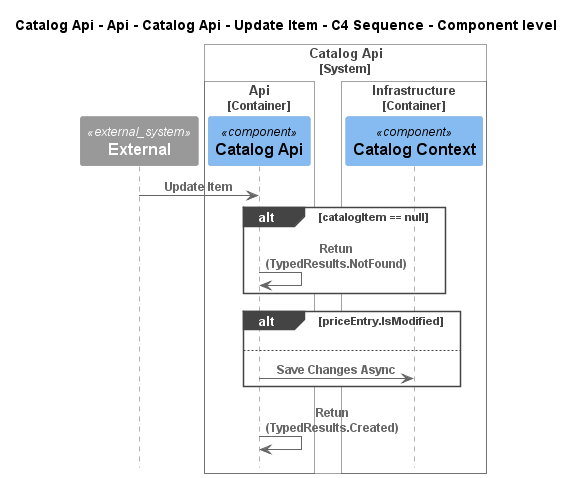 Catalog Api - Api - Catalog Api - Update Item - C4 Sequence - Component level
Catalog Api
[System]
Api
[Container]
Infrastructure
[Container]
«external_system»
External
«component»
Catalog Api
«component»
Catalog Context
Update Item
alt
[catalogItem == null]
Retun
(TypedResults.NotFound)
alt
[priceEntry.IsModified]
Save Changes Async
Retun
(TypedResults.Created)